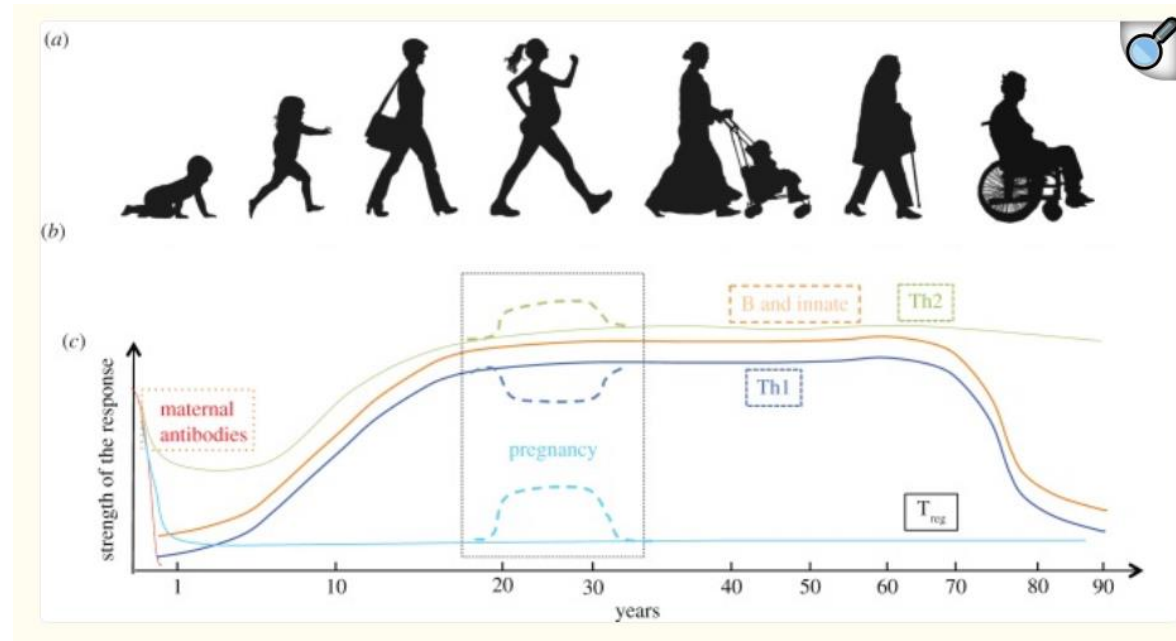 (a)
(b)
B and innate
Th2
(c)
Th1
maternal
antibodies
pregnancy
T reg
strength of the response
1 10 20 30 40 50 60 70 80 90
years